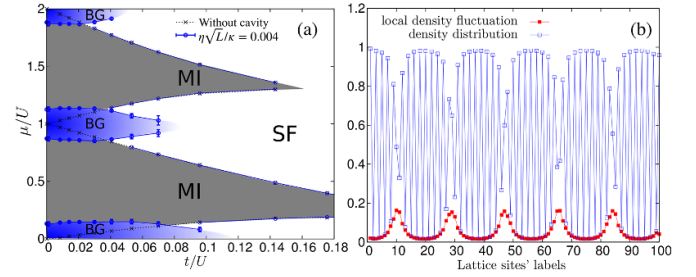 2
1.5
1
0.5
0
μ/U
BG
MI
BG
MI
BG
SF
Without cavity
η√L/κ = 0.004
(a)
0 0.02 0.04 0.06 0.08 0.1 0.12 0.14 0.16 0.18
t/U
1.2
1
0.8
0.6
0.4
0.2
0
local density fluctuation
density distribution
(b)
0 10 20 30 40 50 60 70 80 90 100
Lattice sites' labels